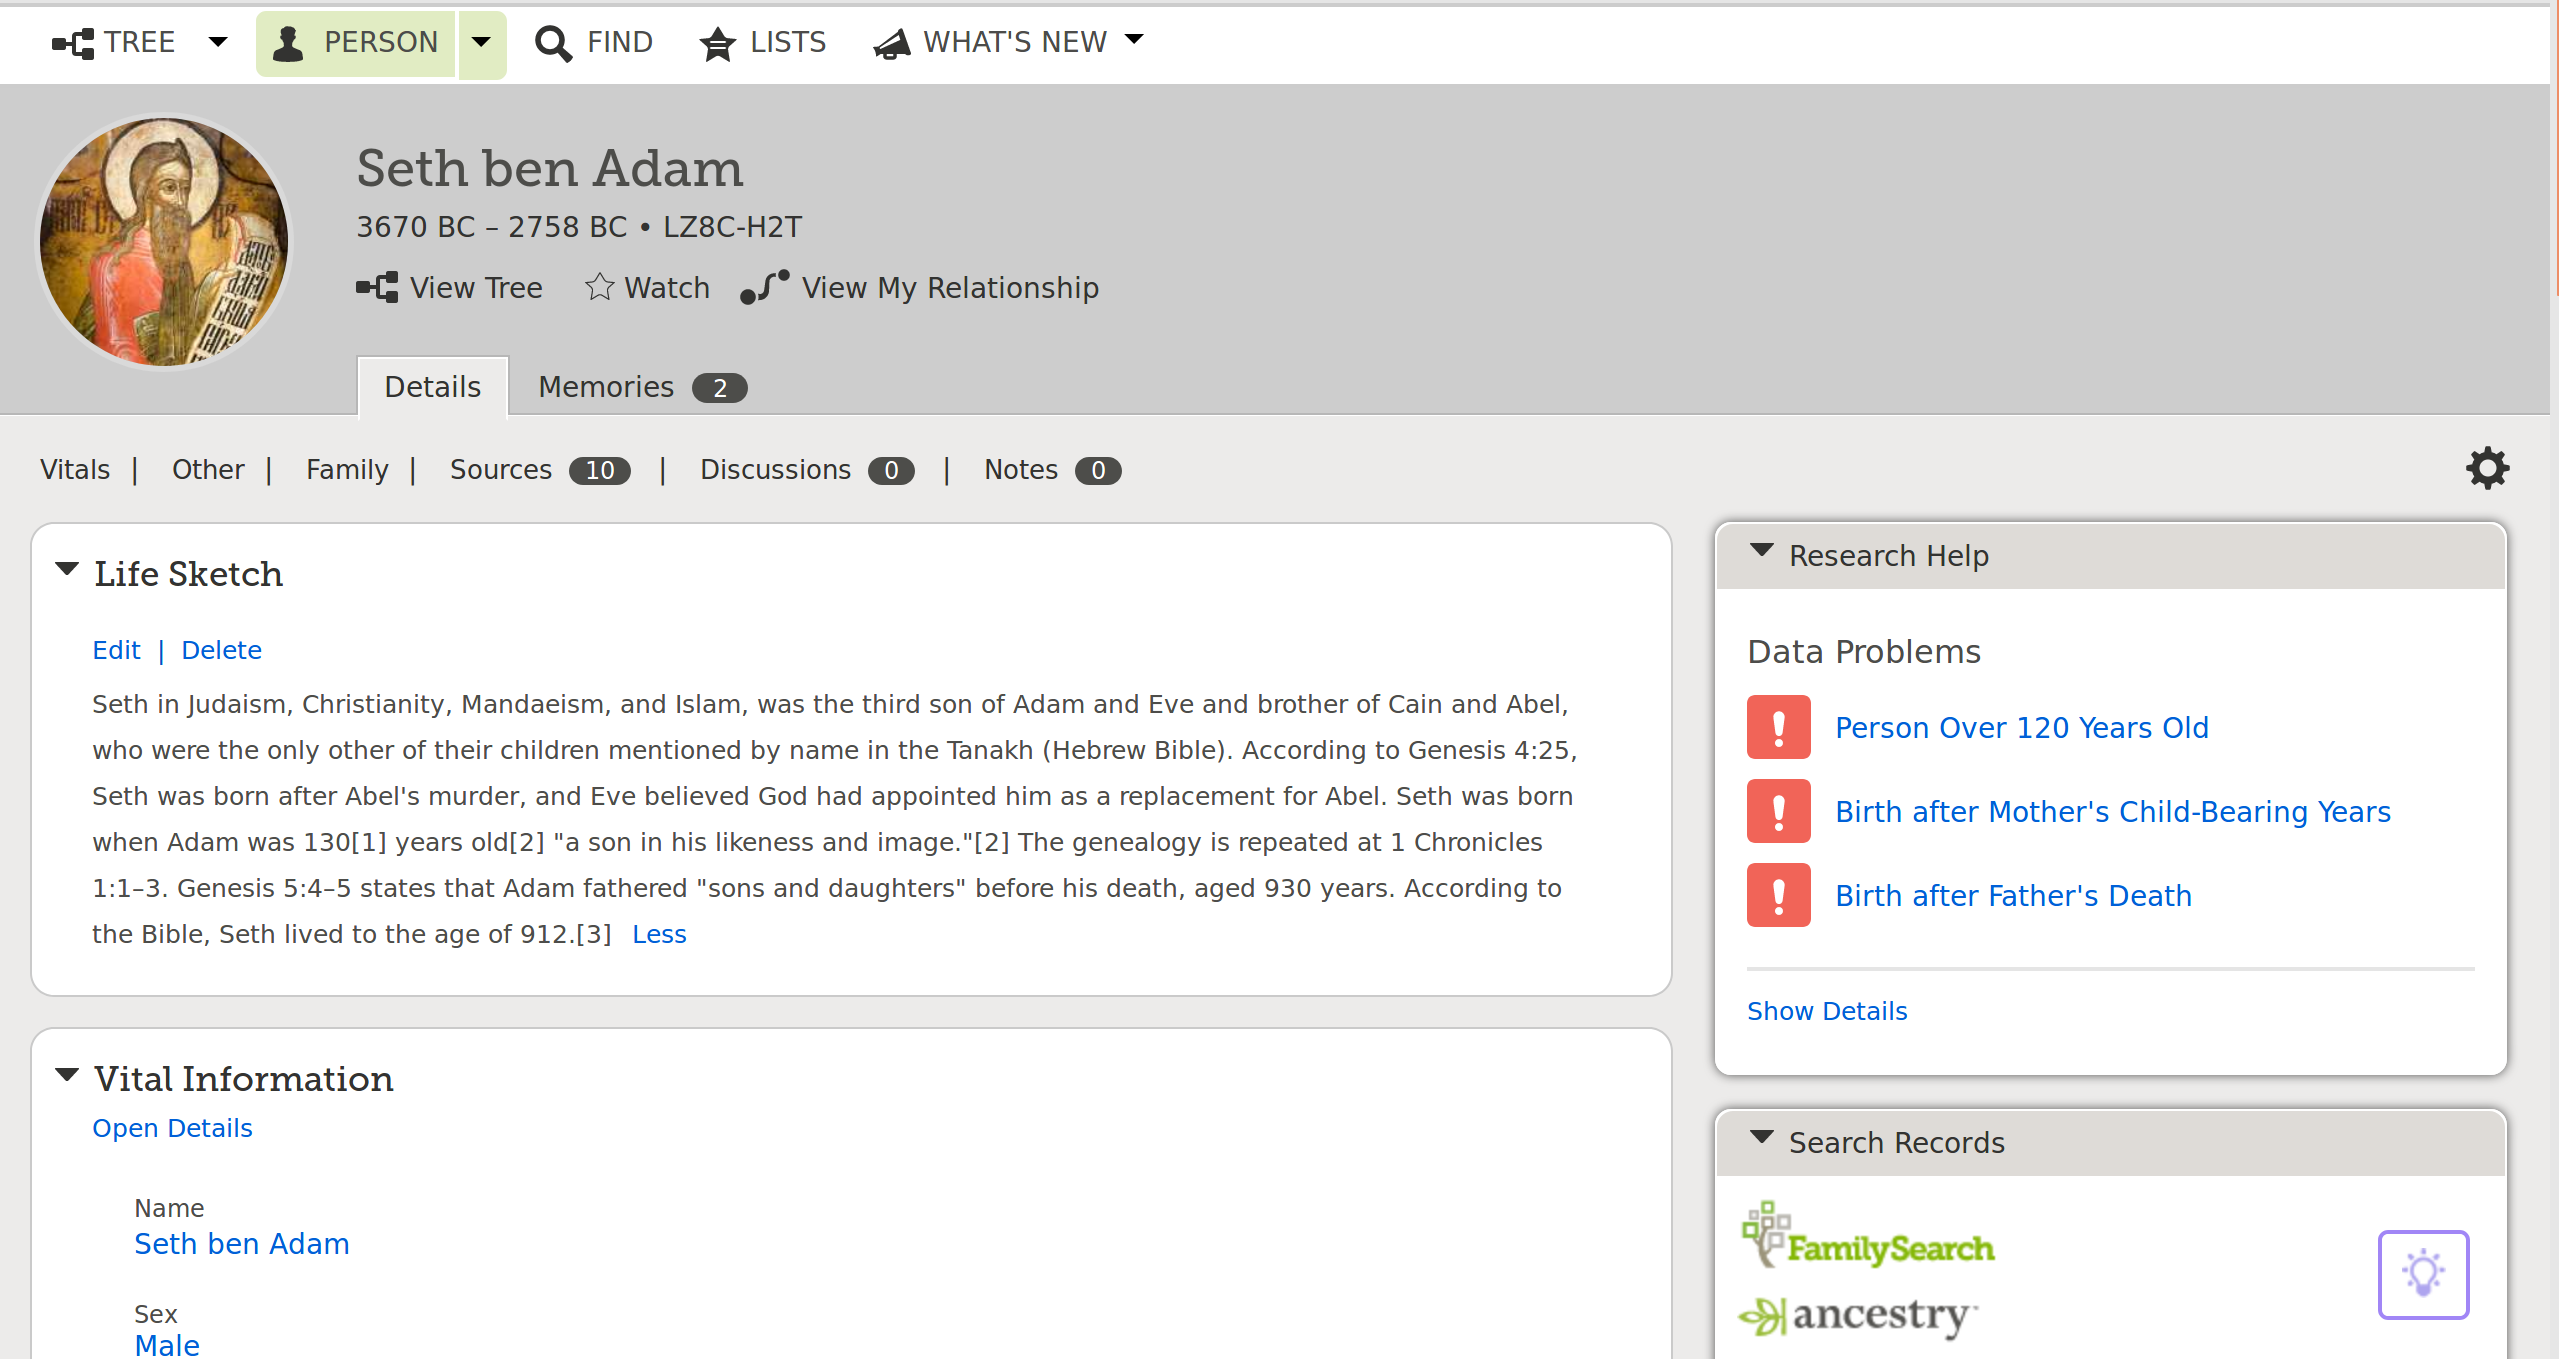 TREE PERSON FIND LISTS WHAT'S NEW
Seth ben Adam
3670 BC – 2758 BC • LZ8C-H2T
View Tree Watch View My Relationship
Details Memories 2
Vitals | Other | Family | Sources 10 | Discussions 0 | Notes 0
Life Sketch
Edit | Delete
Seth in Judaism, Christianity, Mandaeism, and Islam, was the third son of Adam and Eve and brother of Cain and Abel,
who were the only other of their children mentioned by name in the Tanakh (Hebrew Bible). According to Genesis 4:25,
Seth was born after Abel's murder, and Eve believed God had appointed him as a replacement for Abel. Seth was born
when Adam was 130[1] years old[2] "a son in his likeness and image."[2] The genealogy is repeated at 1 Chronicles
1:1–3. Genesis 5:4–5 states that Adam fathered "sons and daughters" before his death, aged 930 years. According to
the Bible, Seth lived to the age of 912.[3] Less
Vital Information
Open Details
Name
Seth ben Adam
Sex
Male
Research Help
Data Problems
Person Over 120 Years Old
Birth after Mother's Child-Bearing Years
Birth after Father's Death
Show Details
Search Records
FamilySearch
ancestry